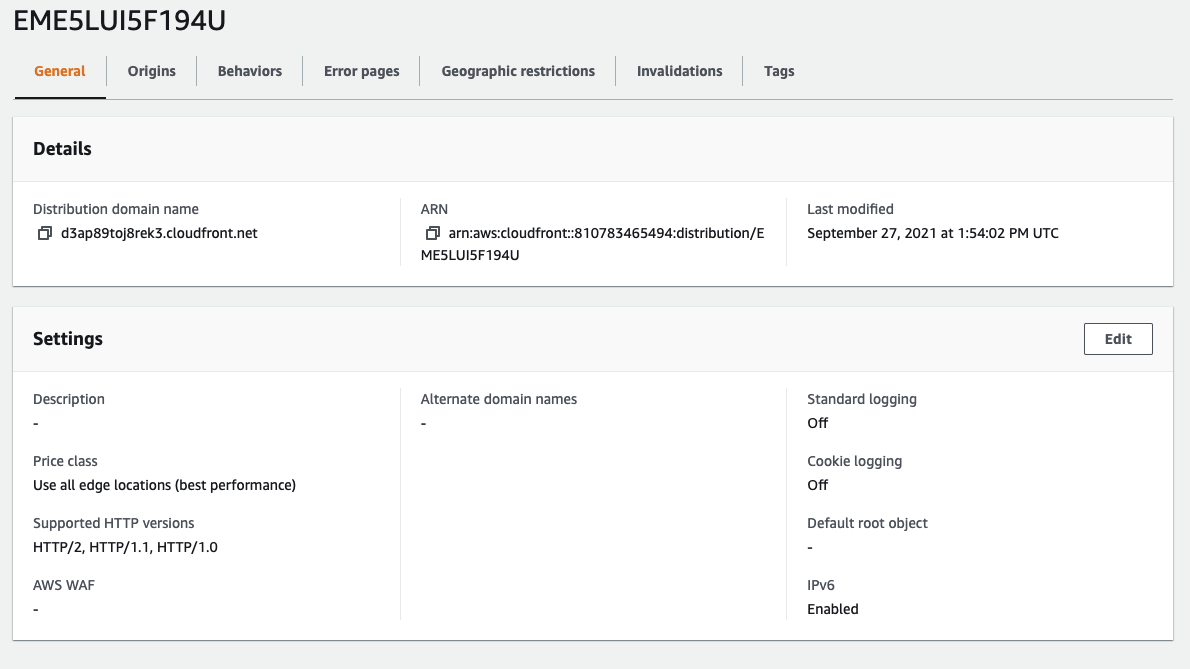 EME5LUI5F194U
General
Origins
Behaviors
Error pages
Geographic restrictions
Invalidations
Tags
Details
Distribution domain name
d3ap89toj8rek3.cloudfront.net
ARN
arn:aws:cloudfront::810783465494:distribution/E
ME5LUI5F194U
Last modified
September 27, 2021 at 1:54:02 PM UTC
Settings
Edit
Description
-
Price class
Use all edge locations (best performance)
Supported HTTP versions
HTTP/2, HTTP/1.1, HTTP/1.0
AWS WAF
-
Alternate domain names
-
Standard logging
Off
Cookie logging
Off
Default root object
-
IPv6
Enabled